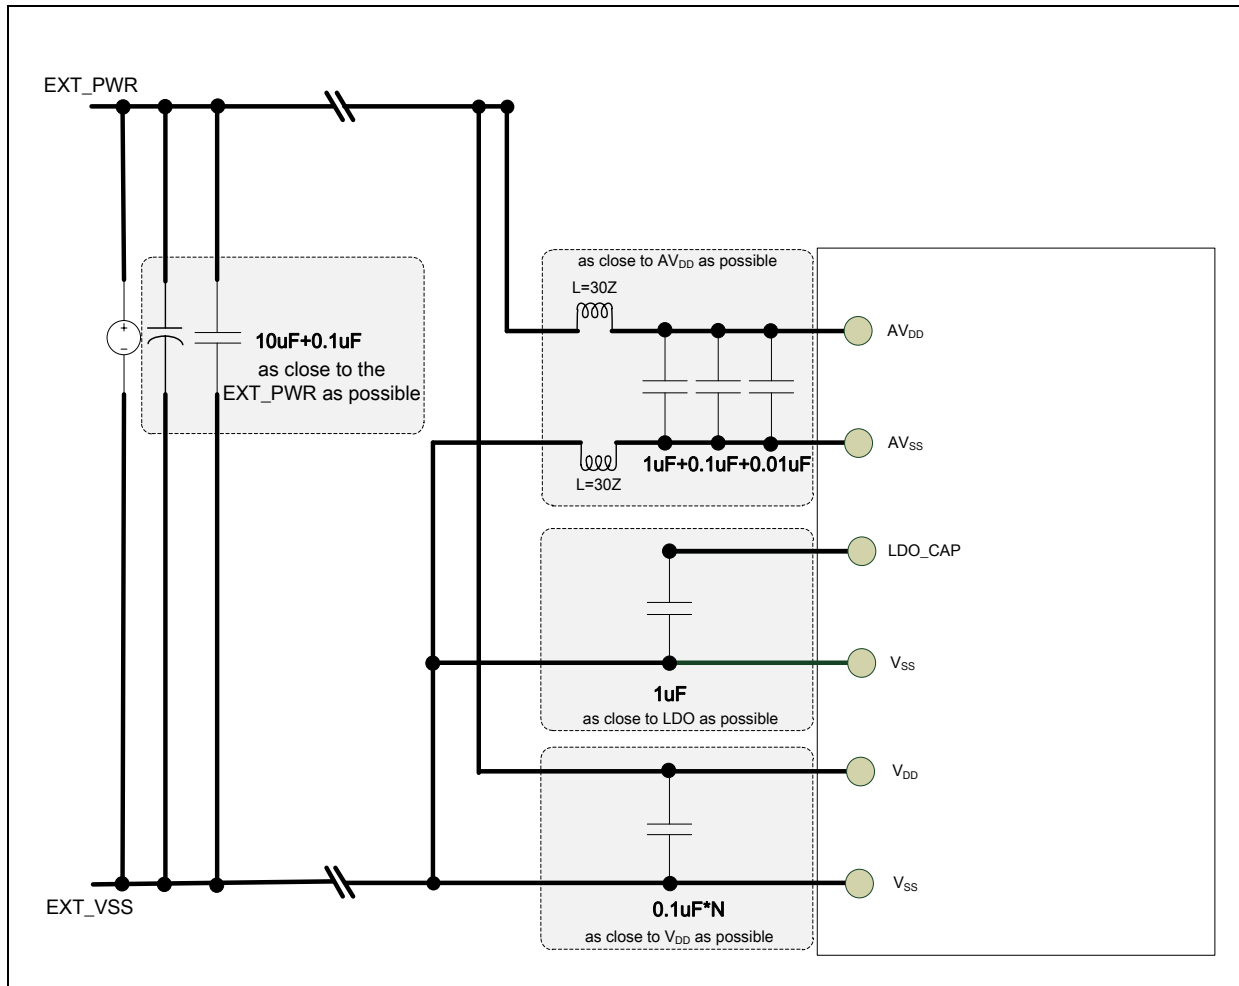 EXT_PWR
as close to AVDD as possible
L=30Z
+
-
10uF+0.1uF
as close to the
EXT_PWR as possible
AVDD
AVSS
1uF+0.1uF+0.01uF
L=30Z
LDO_CAP
VSS
1uF
as close to LDO as possible
VDD
VSS
EXT_VSS
0.1uF*N
as close to VDD as possible